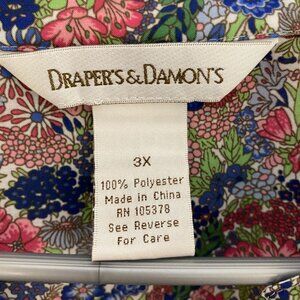 DRAPER'S & DAMON'S
3X
100% Polyester
Made in China
RN 105378
See Reverse
For Care